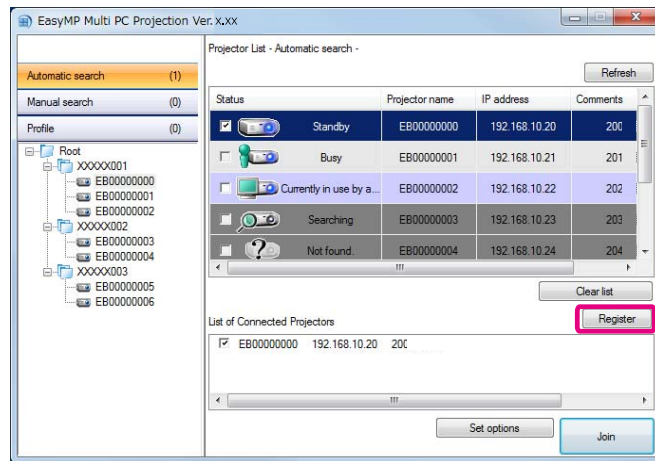 EasyMP Multi PC Projection Ver. x.xx
Projector List - Automatic search -
Refresh
Automatic search (1)
Manual search (0)
Profile (0)
Root
XXXXX001
EB00000000
EB00000001
EB00000002
XXXXX002
EB00000003
EB00000004
XXXXX003
EB00000005
EB00000006
Status Projector name IP address Comments
Standby EB00000000 192.168.10.20 200
Busy EB00000001 192.168.10.21 201
Currently in use by a... EB00000002 192.168.10.22 202
Searching EB00000003 192.168.10.23 203
Not found. EB00000004 192.168.10.24 204
Clear list
List of Connected Projectors
Register
EB00000000 192.168.10.20 200
Set options
Join